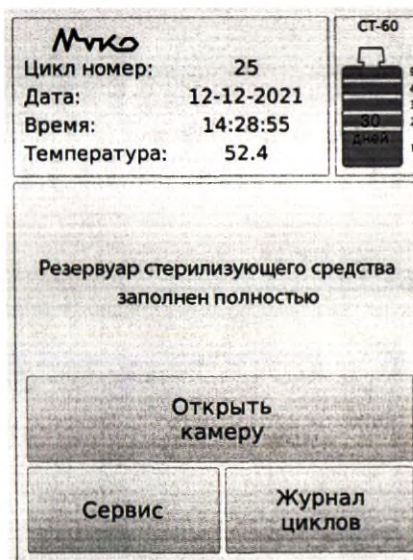 Мико
Цикл номер: 25
Дата: 12-12-2021
Время: 14:28:55
Температура: 52.4
СТ-60
30
дней
Резервуар стерилизующего средства
заполнен полностью
Открыть
камеру
Сервис
Журнал
циклов